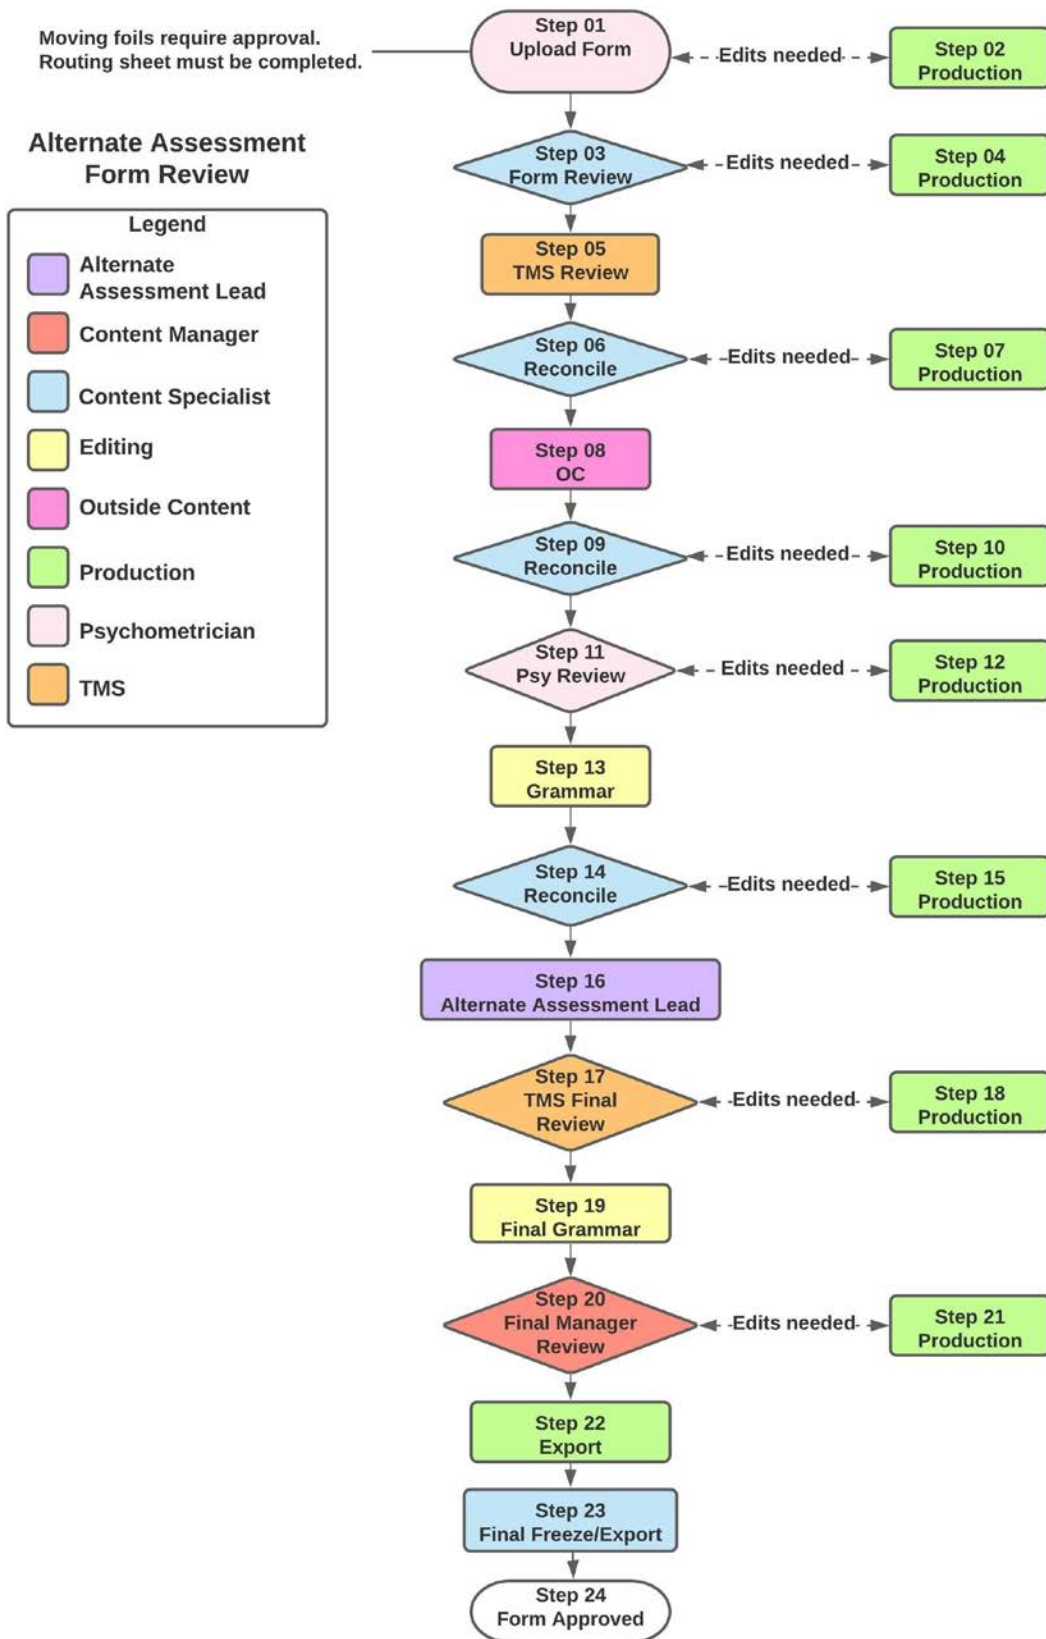 Moving foils require approval.
Routing sheet must be completed.
Step 01
Upload Form
Edits needed
Step 02
Production
Alternate Assessment
Form Review
Legend
Alternate
Assessment Lead
Content Manager
Content Specialist
Editing
Outside Content
Production
Psychometrician
TMS
Step 03
Form Review
Edits needed
Step 04
Production
Step 05
TMS Review
Step 06
Reconcile
Edits needed
Step 07
Production
Step 08
OC
Step 09
Reconcile
Edits needed
Step 10
Production
Step 11
Psy Review
Edits needed
Step 12
Production
Step 13
Grammar
Step 14
Reconcile
Edits needed
Step 15
Production
Step 16
Alternate Assessment Lead
Step 17
TMS Final
Review
Edits needed
Step 18
Production
Step 19
Final Grammar
Step 20
Final Manager
Review
Edits needed
Step 21
Production
Step 22
Export
Step 23
Final Freeze/Export
Step 24
Form Approved